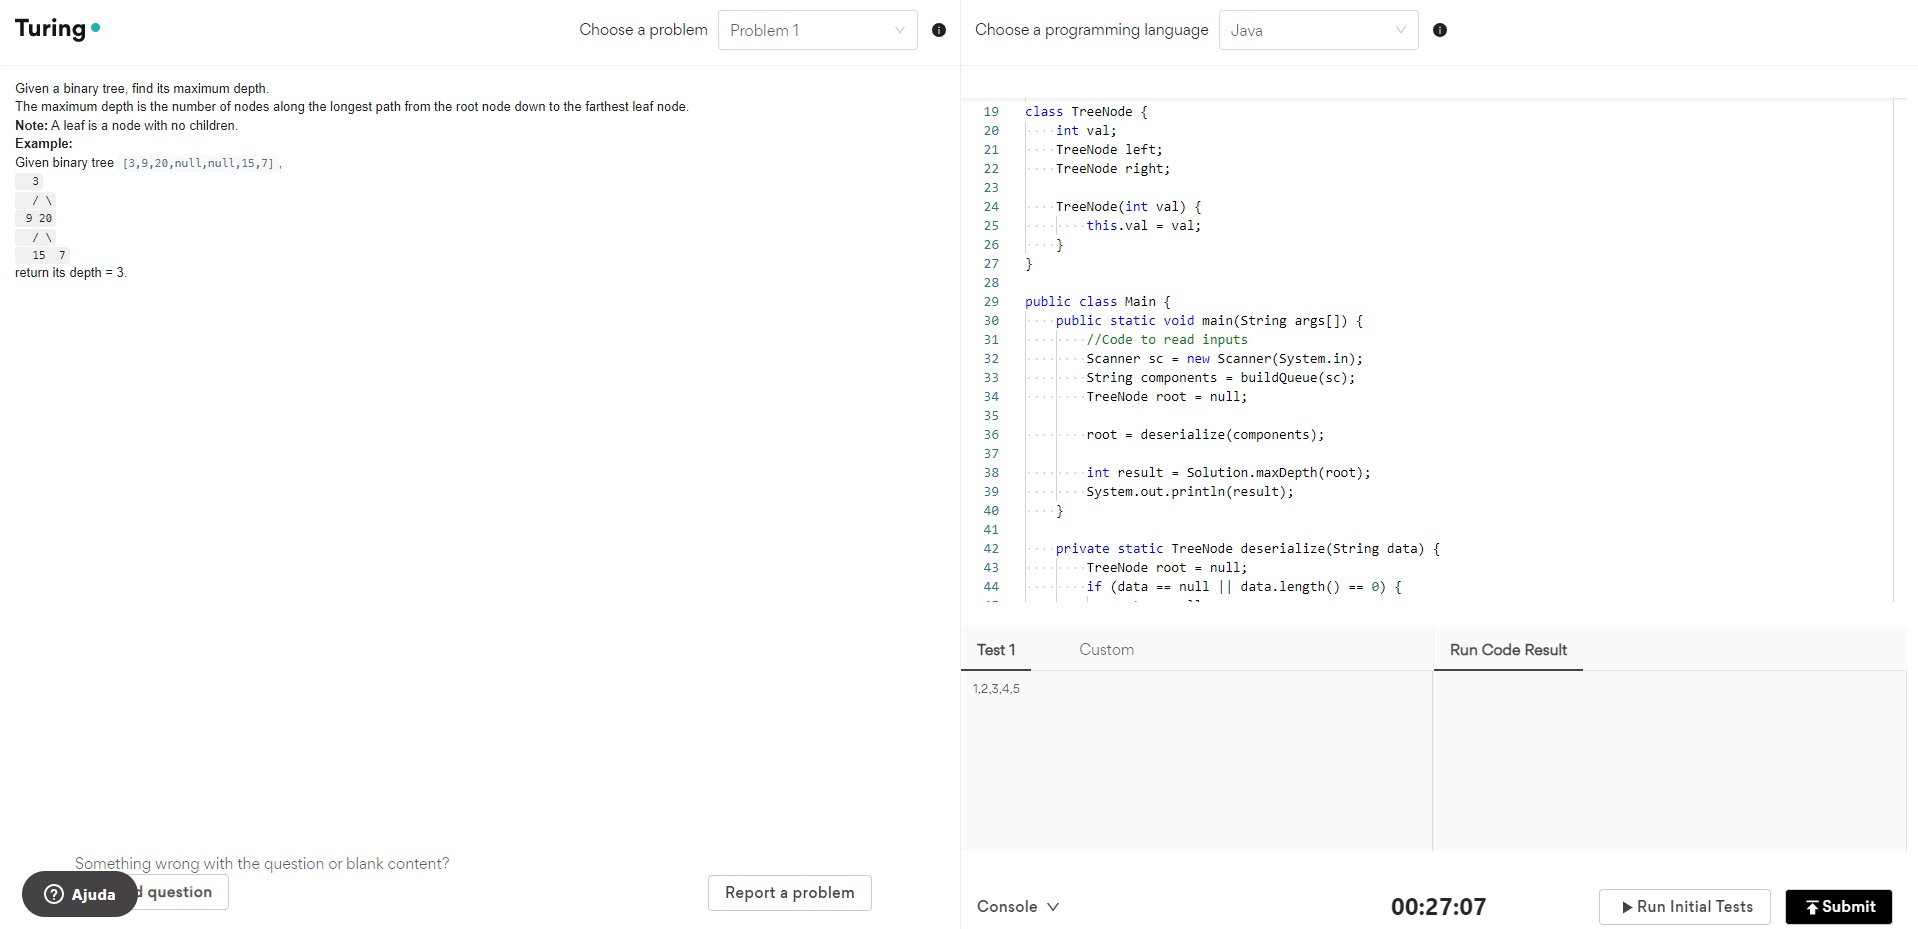 Turing
Choose a problem
Problem 1
Choose a programming language
Java
Given a binary tree, find its maximum depth.
The maximum depth is the number of nodes along the longest path from the root node down to the farthest leaf node.
Note: A leaf is a node with no children.
Example:
Given binary tree [3,9,20,null,null,15,7] ,
3
/ \
9 20
/ \
15 7
return its depth = 3.
Something wrong with the question or blank content?
Ajuda
d question
Report a problem
19 class TreeNode {
20 int val;
21 TreeNode left;
22 TreeNode right;
23
24 TreeNode(int val) {
25 this.val = val;
26 }
27 }
28
29 public class Main {
30 public static void main(String args[]) {
31 //Code to read inputs
32 Scanner sc = new Scanner(System.in);
33 String components = buildQueue(sc);
34 TreeNode root = null;
35
36 root = deserialize(components);
37
38 int result = Solution.maxDepth(root);
39 System.out.println(result);
40 }
41
42 private static TreeNode deserialize(String data) {
43 TreeNode root = null;
44 if (data == null || data.length() == 0) {
Test 1
Custom
Run Code Result
1,2,3,4,5
Console
00:27:07
Run Initial Tests
Submit